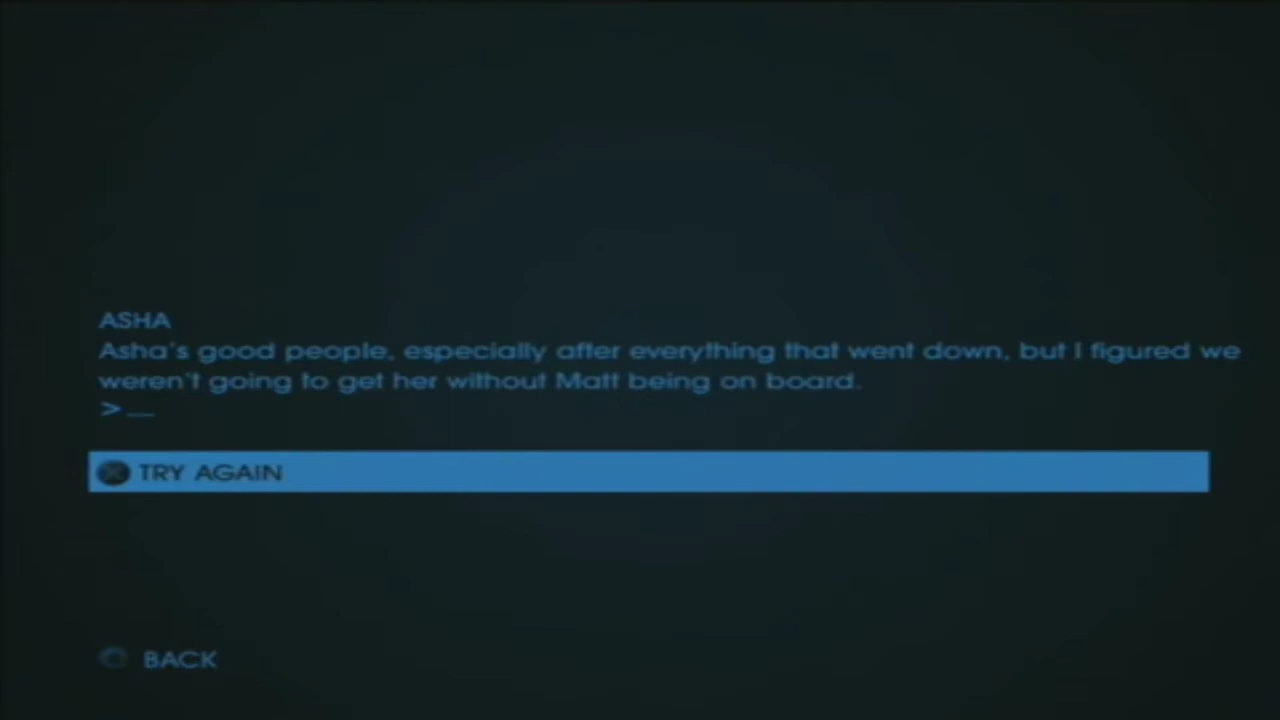 ASHA
Asha's good people, especially after everything that went down, but I figured we
weren't going to get her without Matt being on board.
>__
TRY AGAIN
BACK